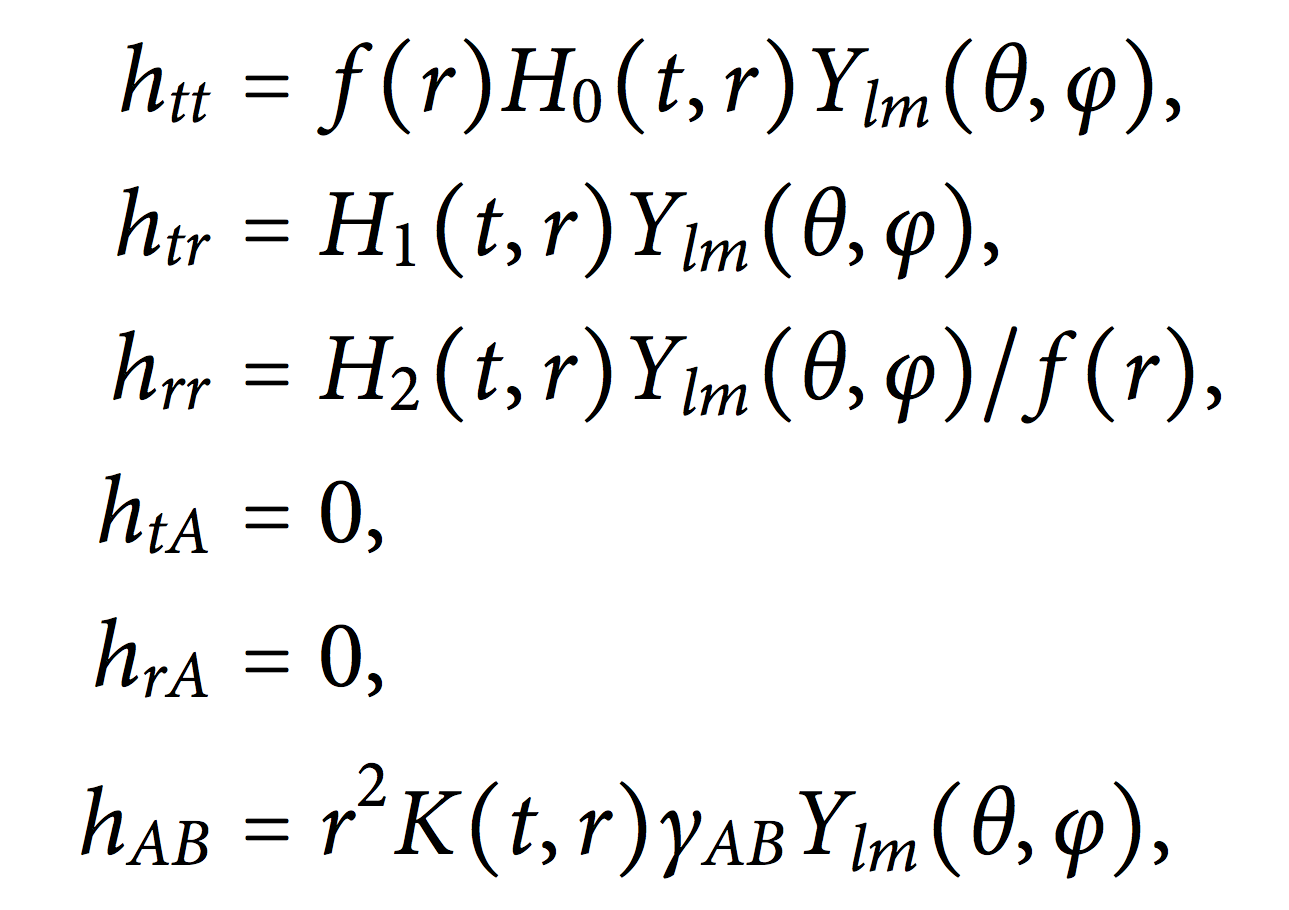 h_{tt} = f(r)H_0(t, r)Y_{lm}(θ, φ),
h_{tr} = H_1(t, r)Y_{lm}(θ, φ),
h_{rr} = H_2(t, r)Y_{lm}(θ, φ)/f(r),
h_{tA} = 0,
h_{rA} = 0,
h_{AB} = r^2K(t, r)γ_{AB}Y_{lm}(θ, φ),